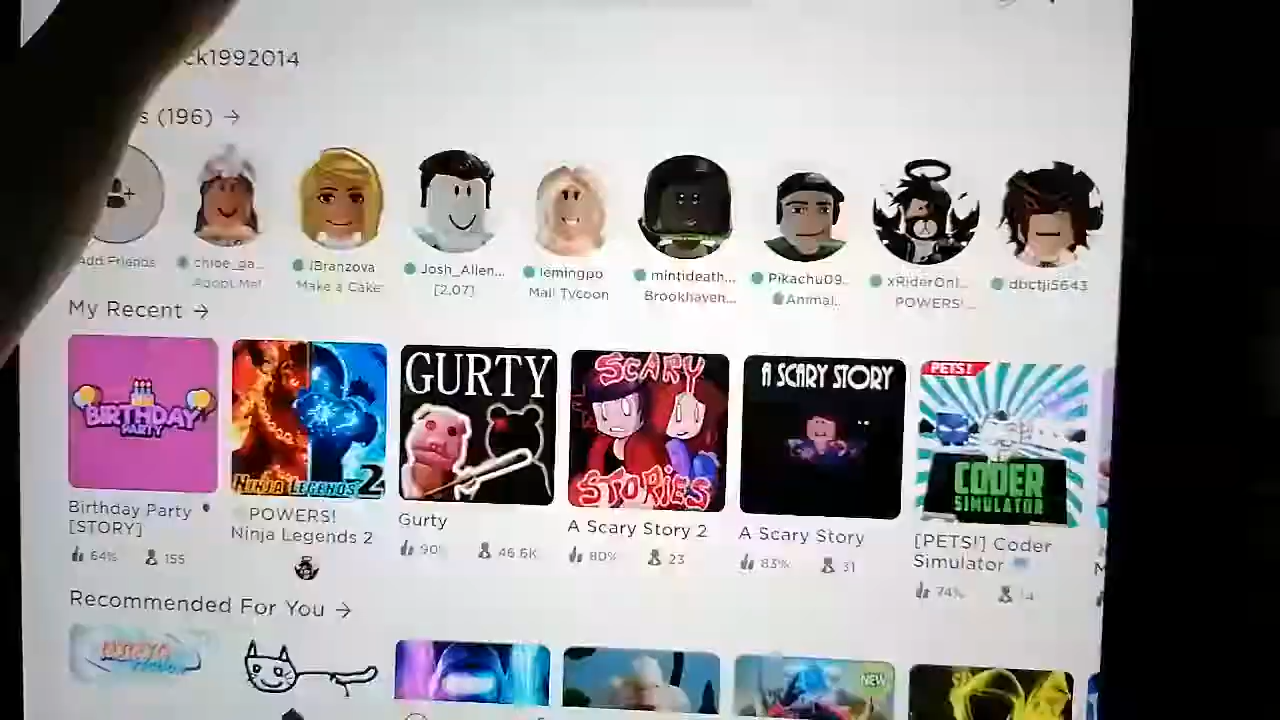 ck1992014
s (196) →
Add Friends
chloe_ga...
Adopt Me!
JBranzova
Make a Cake
Josh_Allen...
[2.07]
lemingpo
Mall Tycoon
mintideath...
Brookhaven...
Pikachu09..
Animal..
xRiderOnl...
POWERS!...
dbctji5643
My Recent →
BIRTHDAY
PARTY
NINJA LEGENDS 2
GURTY
SCARY
STORIES
A SCARY STORY
PETS!
CODER
SIMULATOR
Birthday Party
[STORY]
64% 155
POWERS!
Ninja Legends 2
Gurty
90% 46.6K
A Scary Story 2
80% 23
A Scary Story
83% 31
[PETS!] Coder
Simulator
74% 14
Recommended For You →
NEW